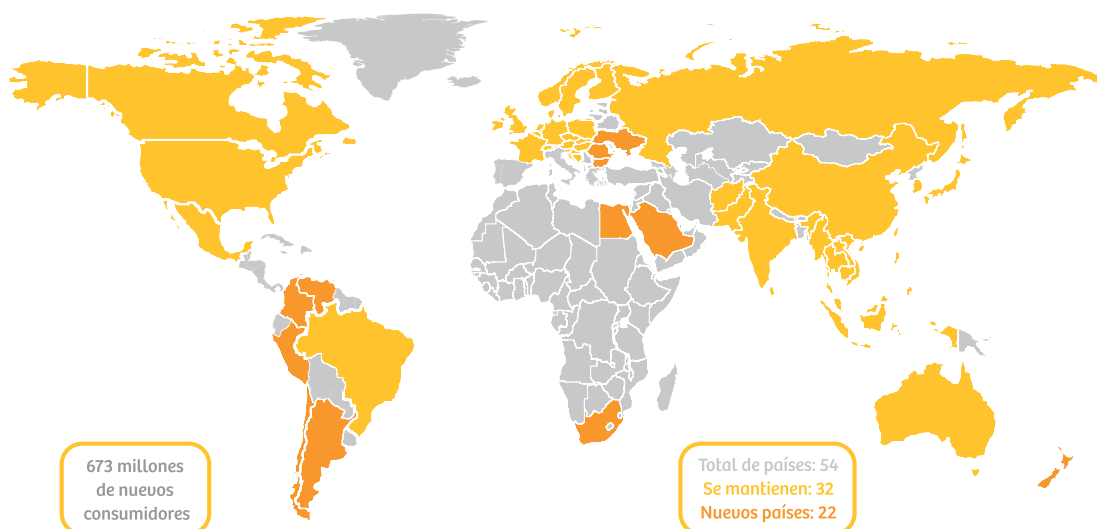 673 millones
de nuevos
consumidores
Total de países: 54
Se mantienen: 32
Nuevos países: 22